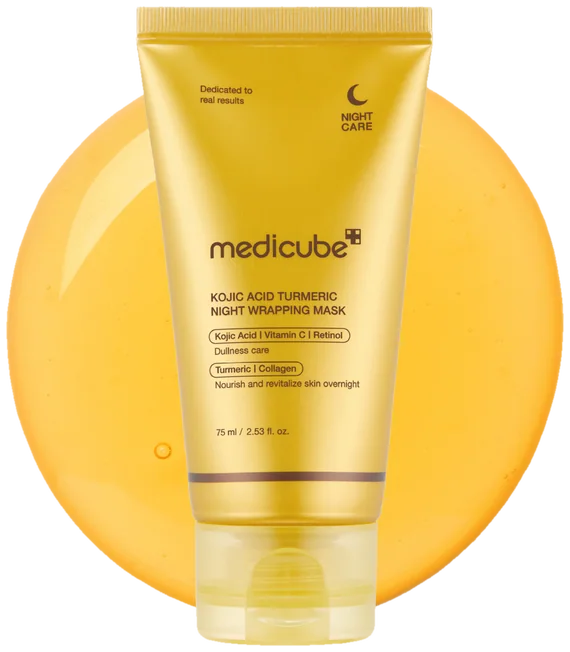 Dedicated to
real results
NIGHT
CARE
medicube
KOJIC ACID TURMERIC
NIGHT WRAPPING MASK
Kojic Acid | Vitamin C | Retinol
Dullness care
Turmeric | Collagen
Nourish and revitalize skin overnight
75 ml / 2.53 fl. oz.